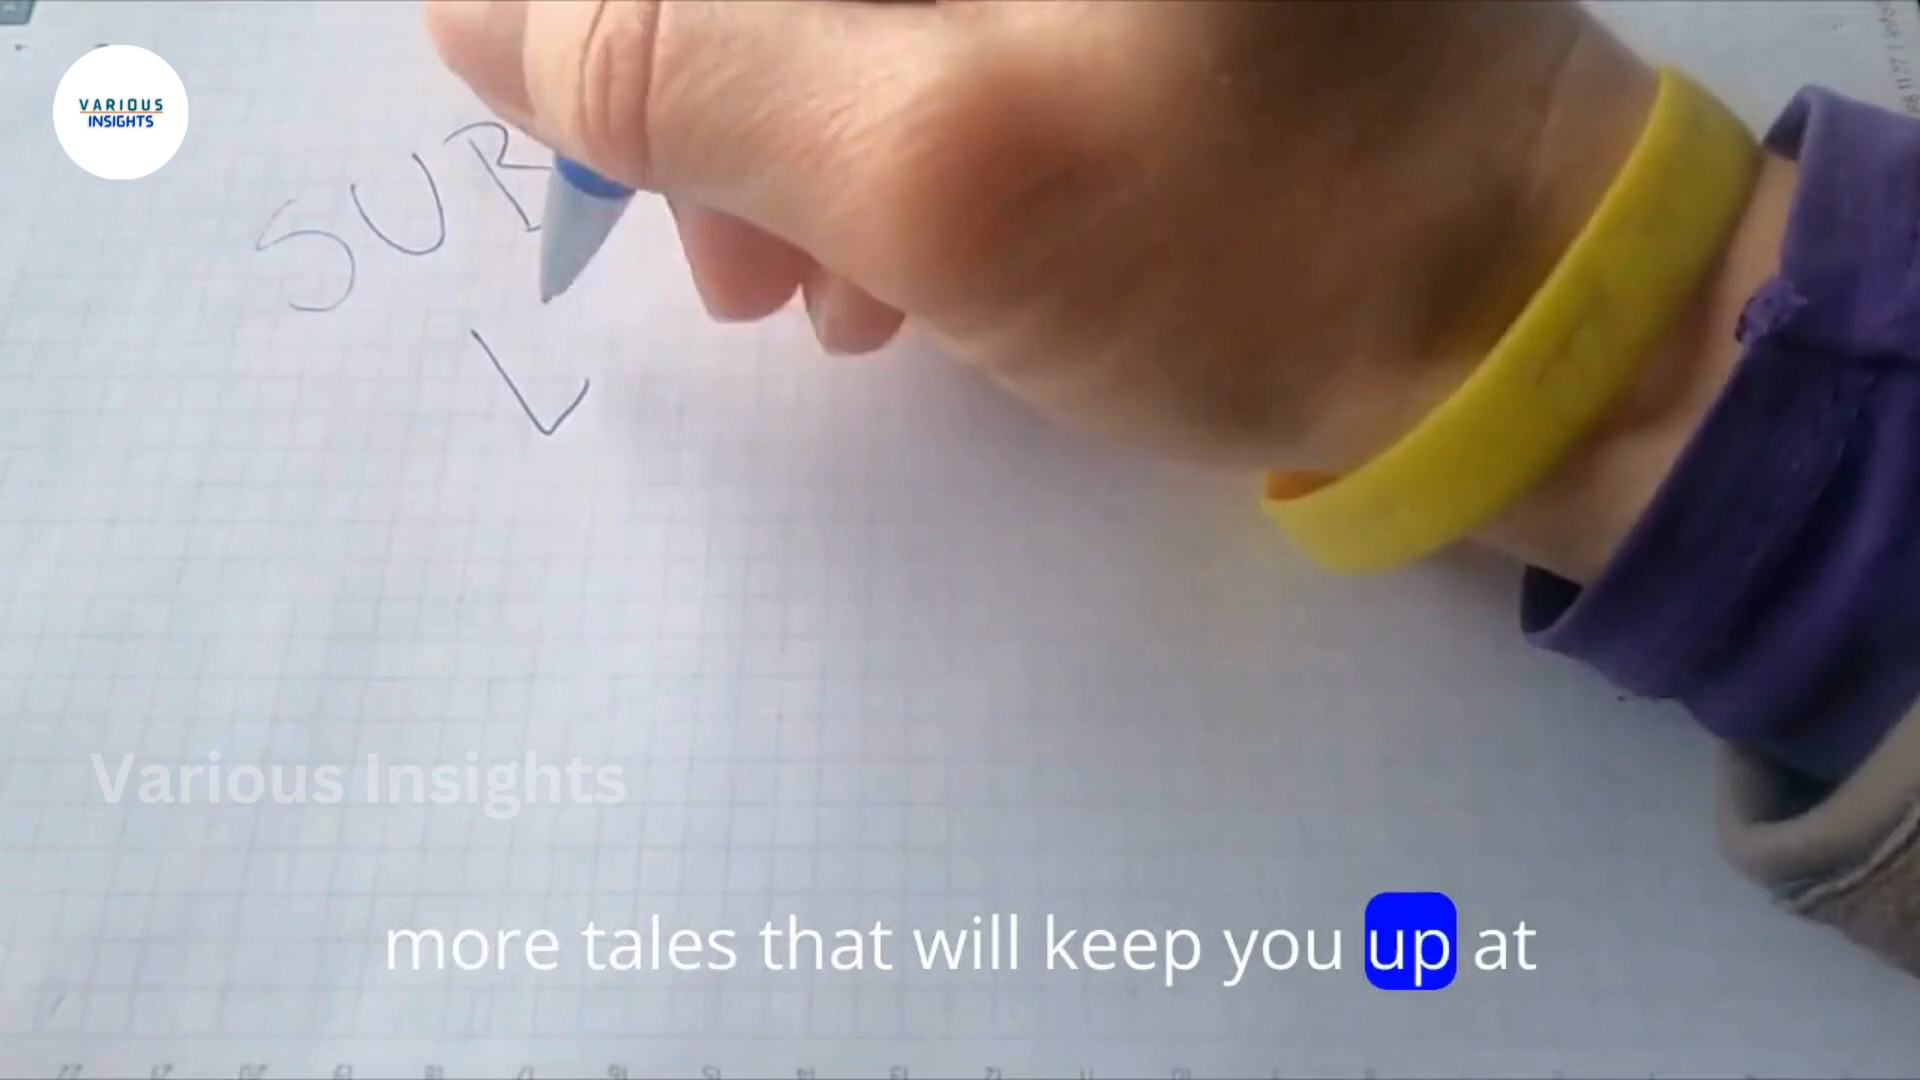 VARIOUS
INSIGHTS
SUB
L
Various Insights
more tales that will keep you up at